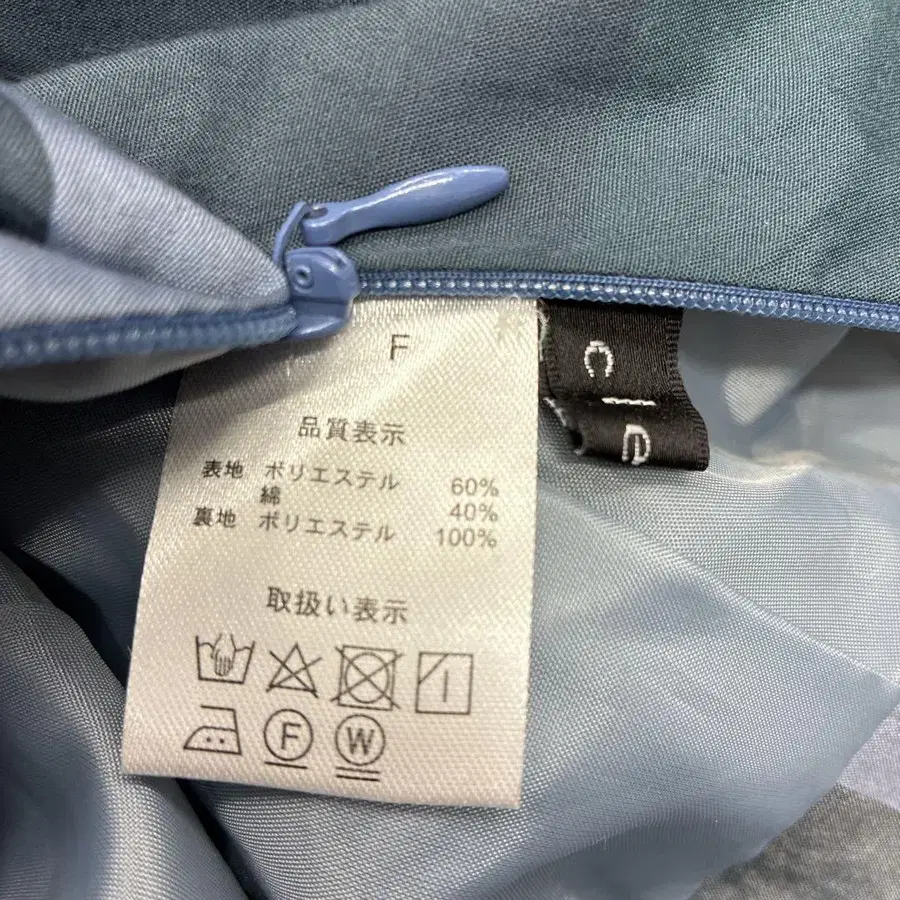 F
品質表示
表地 ポリエステル 60%
綿 40%
裏地 ポリエステル 100%
取扱い表示
F
W